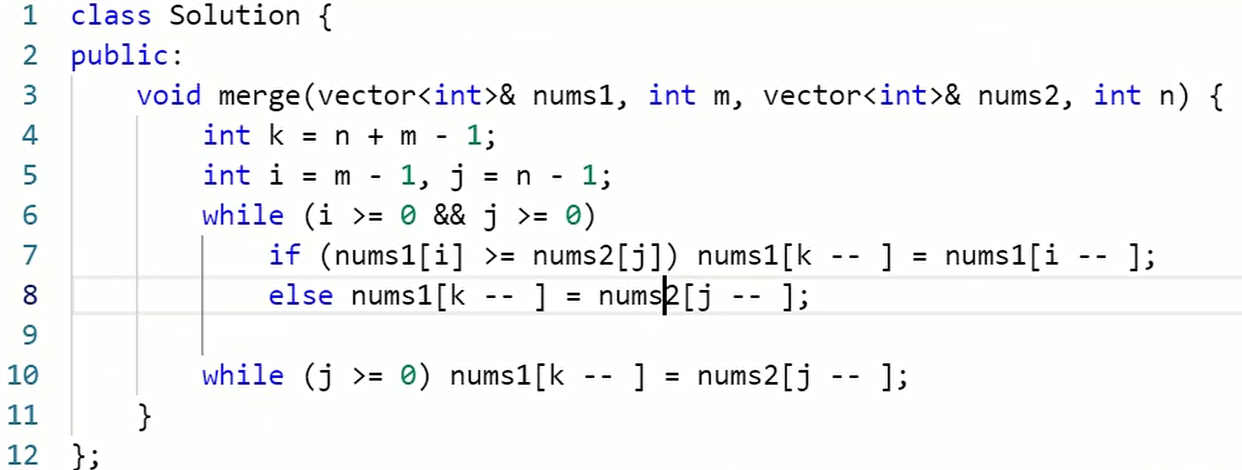 1 class Solution {
2 public:
3     void merge(vector<int>& nums1, int m, vector<int>& nums2, int n) {
4         int k = n + m - 1;
5         int i = m - 1, j = n - 1;
6         while (i >= 0 && j >= 0)
7             if (nums1[i] >= nums2[j]) nums1[k -- ] = nums1[i -- ];
8             else nums1[k -- ] = nums2[j -- ];
9
10         while (j >= 0) nums1[k -- ] = nums2[j -- ];
11     }
12 };